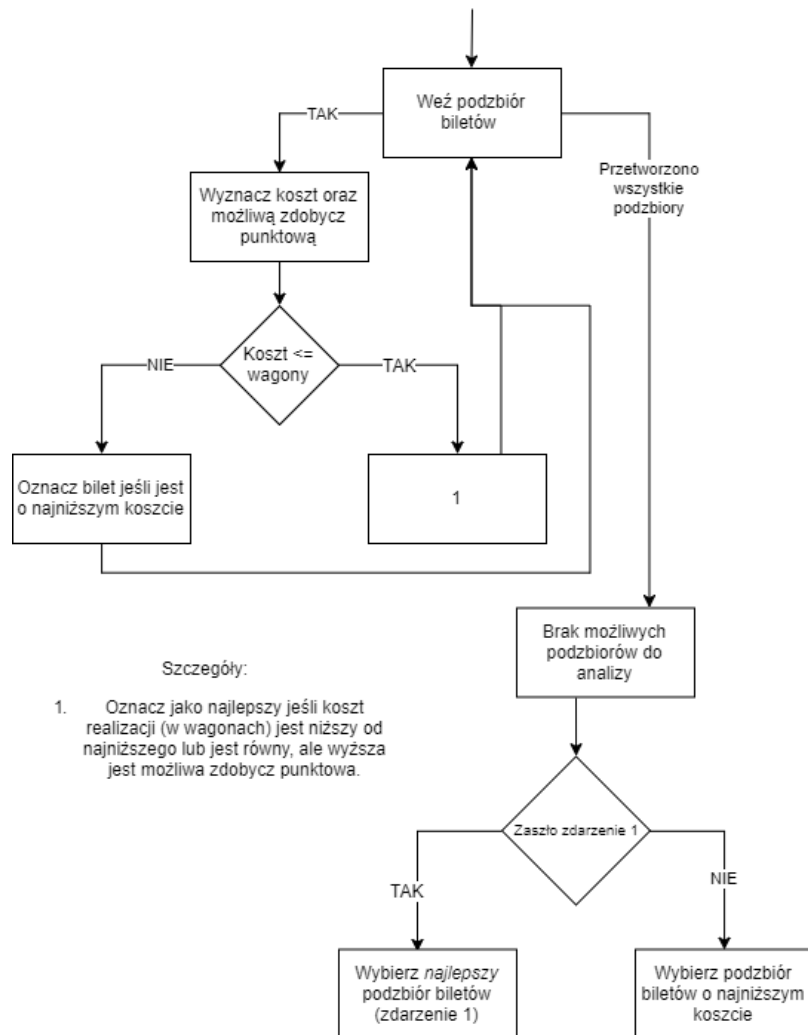 Weź podzbiór
biletów
TAK
Przetworzono
wszystkie
podzbiory
Wyznacz koszt oraz
możliwą zdobycz
punktową
Koszt <=
wagony
NIE
TAK
Oznacz bilet jeśli jest
o najniższym koszcie
1
Brak możliwych
podzbiorów do
analizy
Szczegóły:
1. Oznacz jako najlepszy jeśli koszt
realizacji (w wagonach) jest niższy od
najniższego lub jest równy, ale wyższa
jest możliwa zdobycz punktowa.
Zaszło zdarzenie 1
TAK
NIE
Wybierz najlepszy
podzbiór biletów
(zdarzenie 1)
Wybierz podzbiór
biletów o najniższym
koszcie